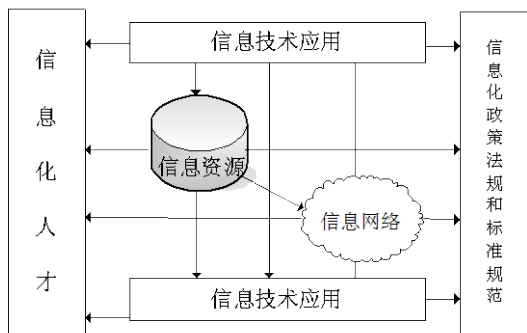 信息化人才
信息技术应用
信息资源
信息网络
信息技术应用
信息化政策法规和标准规范